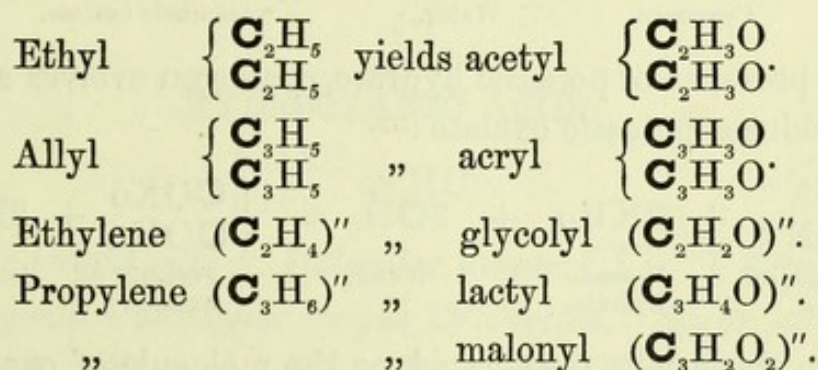 Ethyl { C₂H₅ C₂H₅ yields acetyl { C₂H₃O C₂H₃O.
Allyl { C₃H₅ C₃H₅ „ acryl { C₃H₃O C₃H₃O.
Ethylene (C₂H₄)″ „ glycolyl (C₂H₂O)″.
Propylene (C₃H₆)″ „ lactyl (C₃H₄O)″.
„ „ malonyl (C₃H₂O₂)″.